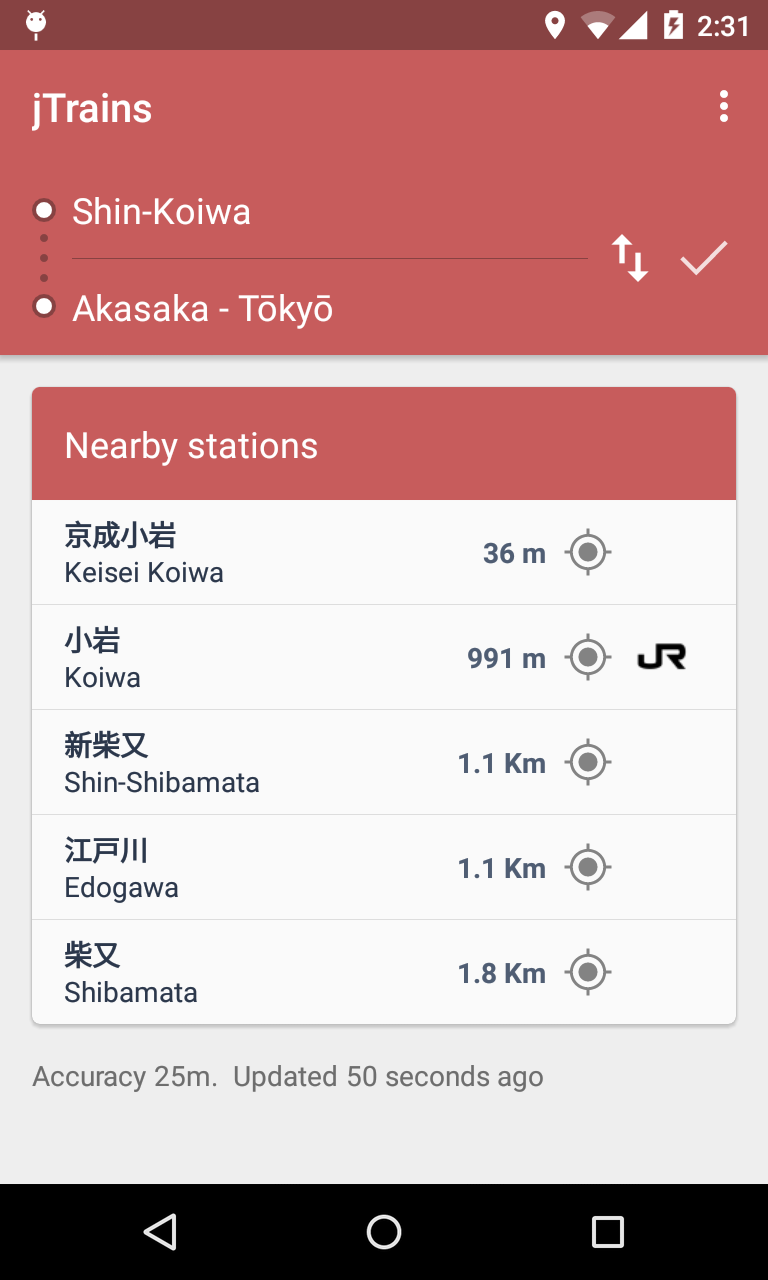 2:31
jTrains
Shin-Koiwa
Akasaka - Tōkyō
Nearby stations
京成小岩
Keisei Koiwa
36 m
小岩
Koiwa
991 m
JR
新柴又
Shin-Shibamata
1.1 Km
江戸川
Edogawa
1.1 Km
柴又
Shibamata
1.8 Km
Accuracy 25m. Updated 50 seconds ago